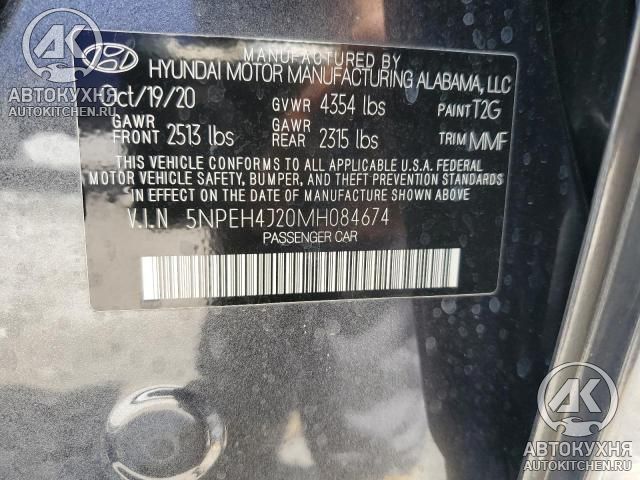 AK
АВТОКУХНЯ
AUTOKITCHEN.RU
MANUFACTURED BY
HYUNDAI MOTOR MANUFACTURING ALABAMA, LLC
Oct/19/20 GVWR 4354 lbs PAINT T2G
GAWR FRONT 2513 lbs GAWR REAR 2315 lbs TRIM MMF
THIS VEHICLE CONFORMS TO ALL APPLICABLE U.S.A. FEDERAL
MOTOR VEHICLE SAFETY, BUMPER, AND THEFT PREVENTION STANDARDS
IN EFFECT ON THE DATE OF MANUFACTURE SHOWN ABOVE
V.I.N 5NPEH4J20MH084674
PASSENGER CAR
AK
АВТОКУХНЯ
AUTOKITCHEN.RU